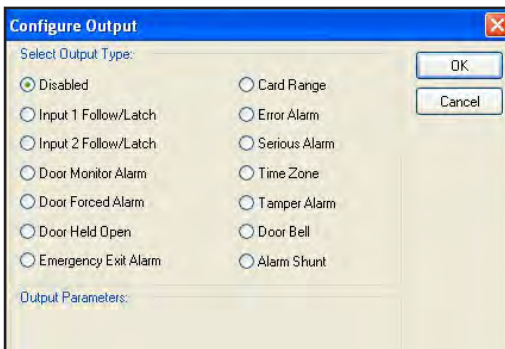 Configure Output
Select Output Type:
OK
Cancel
Disabled
Input 1 Follow/Latch
Input 2 Follow/Latch
Door Monitor Alarm
Door Forced Alarm
Door Held Open
Emergency Exit Alarm
Card Range
Error Alarm
Serious Alarm
Time Zone
Tamper Alarm
Door Bell
Alarm Shunt
Output Parameters: